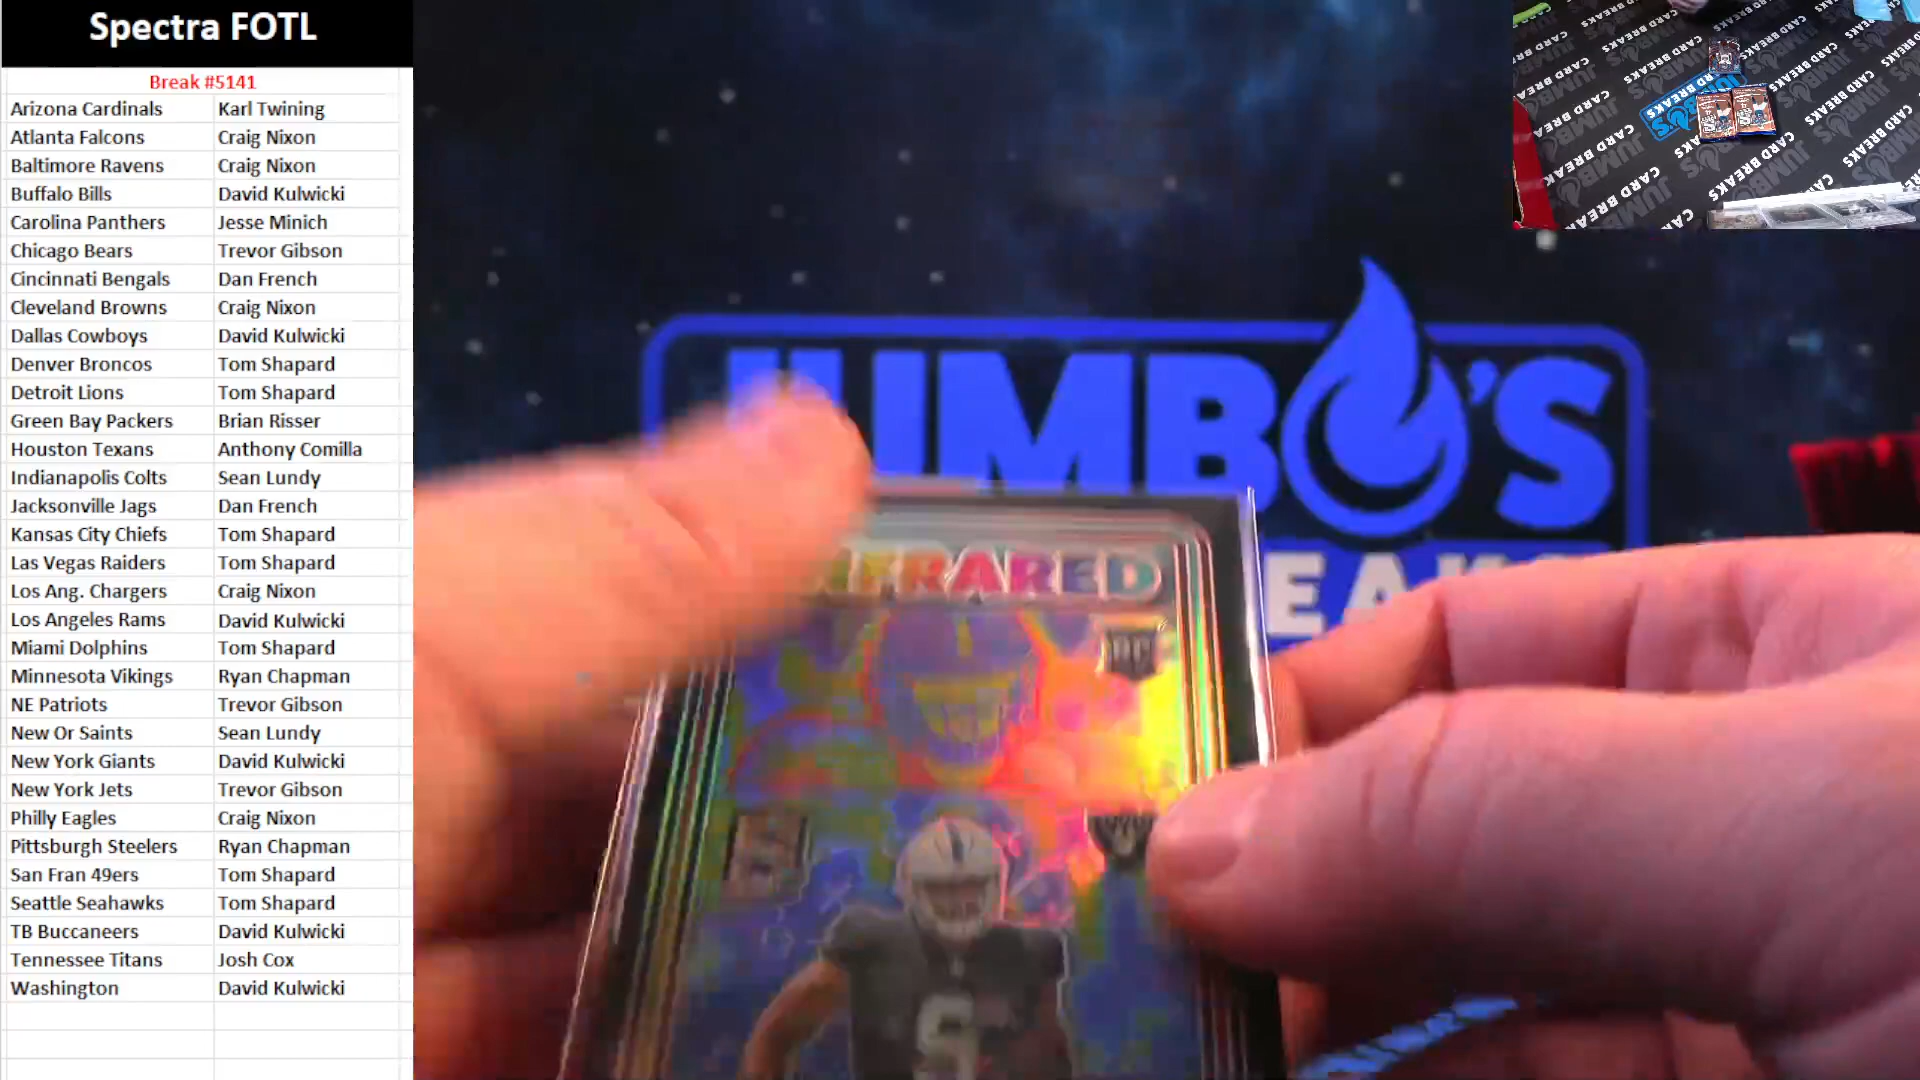 Spectra FOTL
Break #5141
Arizona Cardinals Karl Twining
Atlanta Falcons Craig Nixon
Baltimore Ravens Craig Nixon
Buffalo Bills David Kulwicki
Carolina Panthers Jesse Minich
Chicago Bears Trevor Gibson
Cincinnati Bengals Dan French
Cleveland Browns Craig Nixon
Dallas Cowboys David Kulwicki
Denver Broncos Tom Shapard
Detroit Lions Tom Shapard
Green Bay Packers Brian Risser
Houston Texans Anthony Comilla
Indianapolis Colts Sean Lundy
Jacksonville Jags Dan French
Kansas City Chiefs Tom Shapard
Las Vegas Raiders Tom Shapard
Los Ang. Chargers Craig Nixon
Los Angeles Rams David Kulwicki
Miami Dolphins Tom Shapard
Minnesota Vikings Ryan Chapman
NE Patriots Trevor Gibson
New Or Saints Sean Lundy
New York Giants David Kulwicki
New York Jets Trevor Gibson
Philly Eagles Craig Nixon
Pittsburgh Steelers Ryan Chapman
San Fran 49ers Tom Shapard
Seattle Seahawks Tom Shapard
TB Buccaneers David Kulwicki
Tennessee Titans Josh Cox
Washington David Kulwicki
JUMBO'S
CARD BREAKS